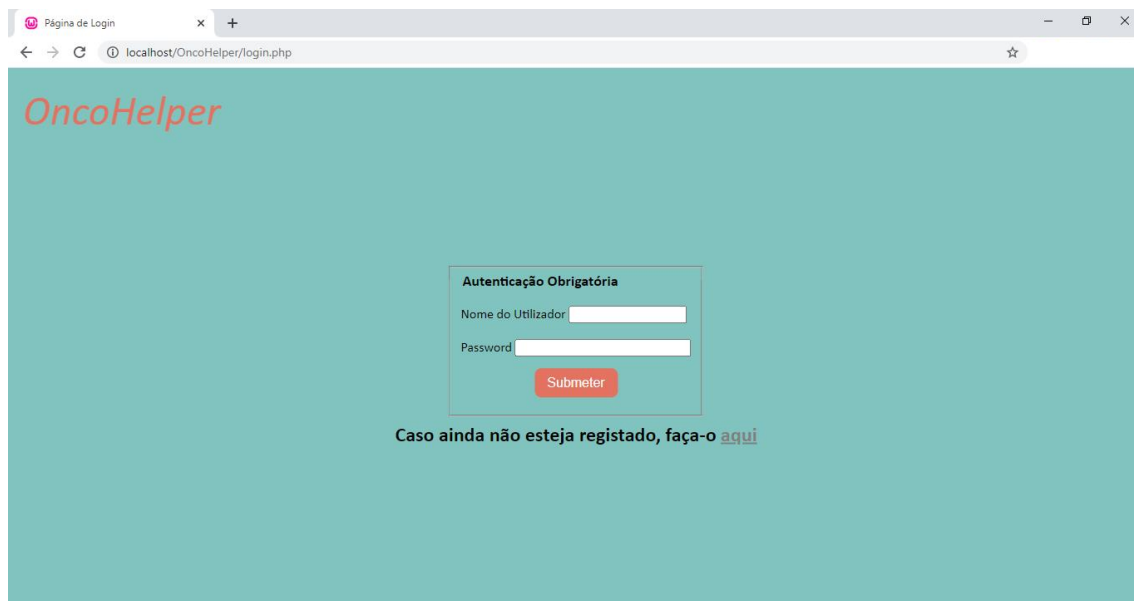 Página de Login
localhost/OncoHelper/login.php
OncoHelper
Autenticação Obrigatória
Nome do Utilizador
Password
Submeter
Caso ainda não esteja registado, faça-o aqui